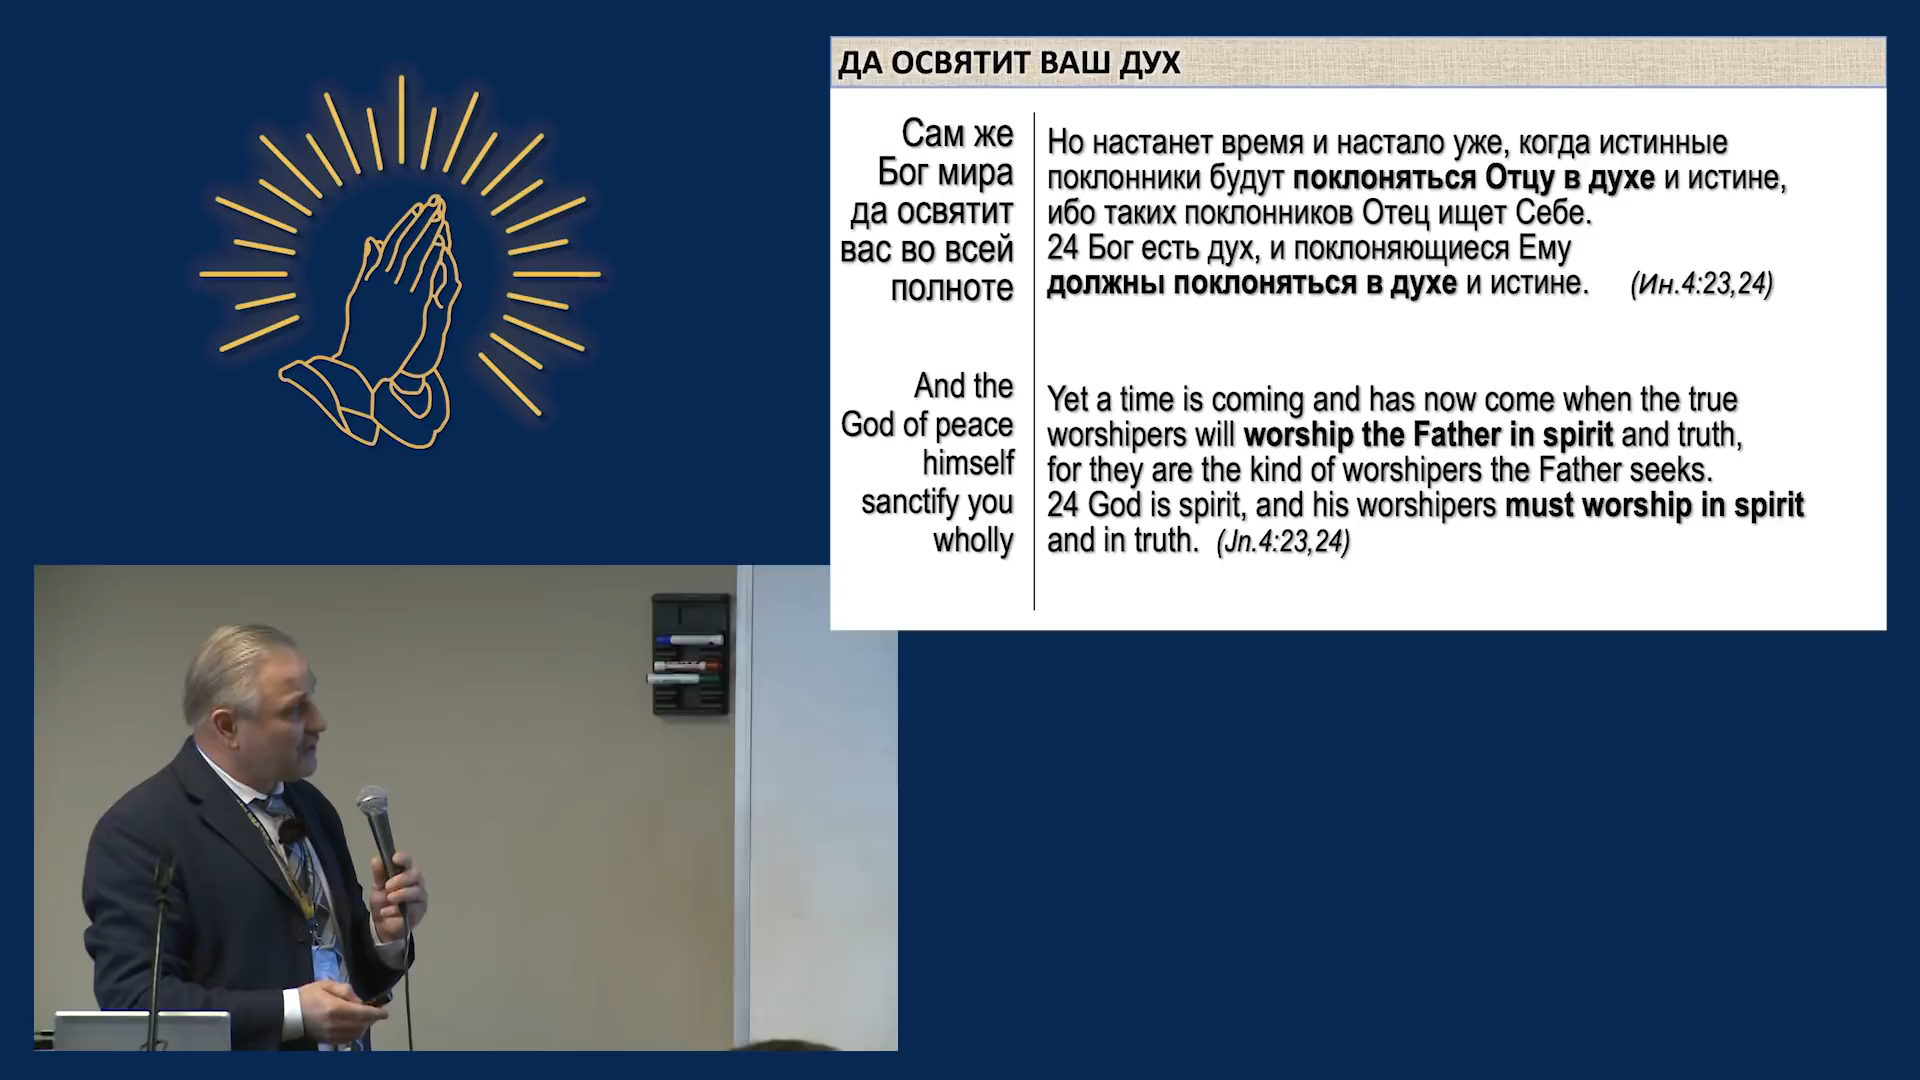 ДА ОСВЯТИТ ВАШ ДУХ
Сам же
Бог мира
да освятит
вас во всей
полноте
Но настанет время и настало уже, когда истинные
поклонники будут поклоняться Отцу в духе и истине,
ибо таких поклонников Отец ищет Себе.
24 Бог есть дух, и поклоняющиеся Ему
должны поклоняться в духе и истине. (Ин.4:23,24)
And the
God of peace
himself
sanctify you
wholly
Yet a time is coming and has now come when the true
worshipers will worship the Father in spirit and truth,
for they are the kind of worshipers the Father seeks.
24 God is spirit, and his worshipers must worship in spirit
and in truth. (Jn.4:23,24)